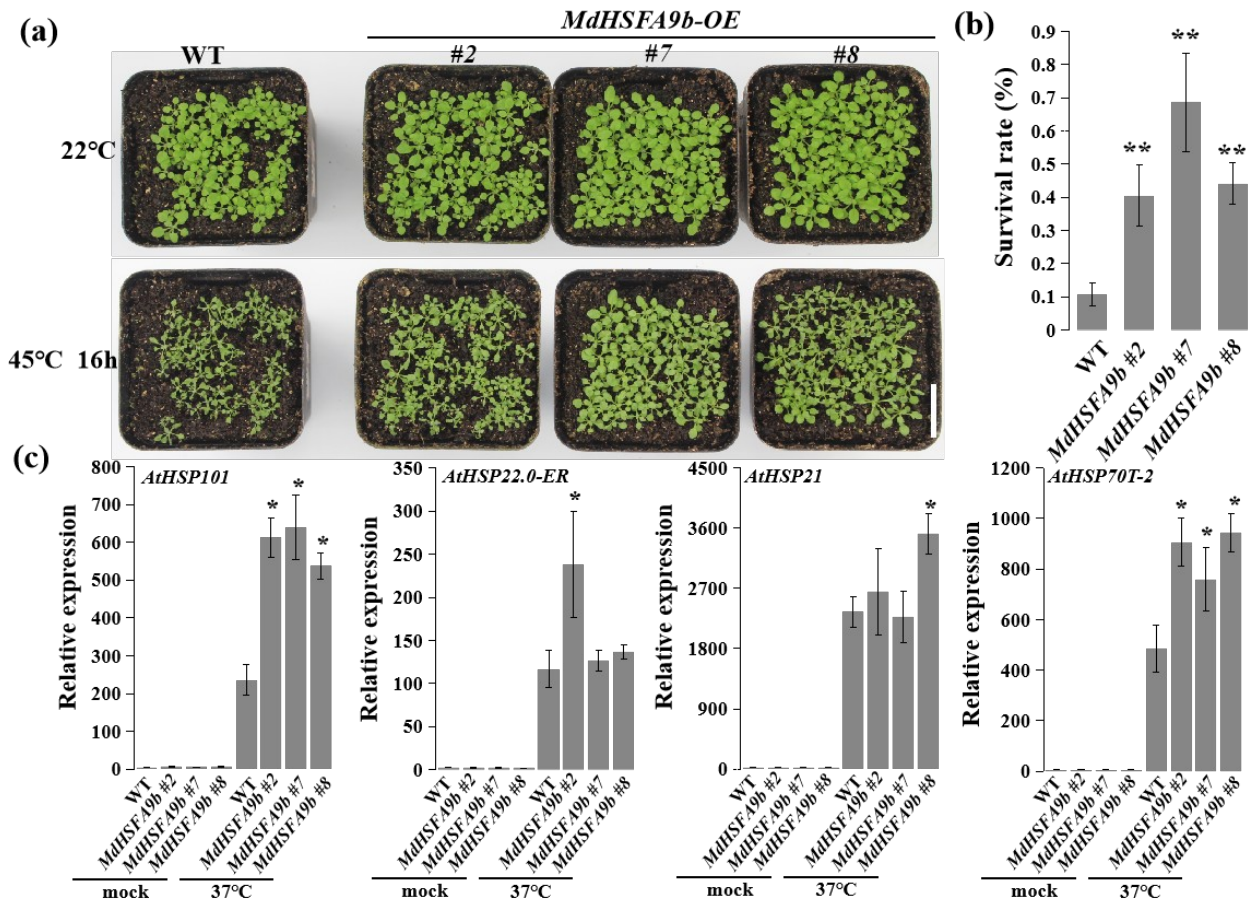 (a)
MdHSFA9b-OE
WT
#2
#7
#8
22°C
45°C 16h
(b)
Survival rate (%)
0.9
0.8
0.7
0.6
0.5
0.4
0.3
0.2
0.1
0
**
**
**
WT
MdHSFA9b #2
MdHSFA9b #7
MdHSFA9b #8
(c)
AtHSP101
Relative expression
800
700
600
500
400
300
200
100
0
*
*
*
WT
MdHSFA9b #2
MdHSFA9b #7
MdHSFA9b #8
WT
MdHSFA9b #2
MdHSFA9b #7
MdHSFA9b #8
mock
37°C
AtHSP22.0-ER
Relative expression
350
300
250
200
150
100
50
0
*
WT
MdHSFA9b #2
MdHSFA9b #7
MdHSFA9b #8
WT
MdHSFA9b #2
MdHSFA9b #7
MdHSFA9b #8
mock
37°C
AtHSP21
Relative expression
4500
3600
2700
1800
900
0
*
WT
MdHSFA9b #2
MdHSFA9b #7
MdHSFA9b #8
WT
MdHSFA9b #2
MdHSFA9b #7
MdHSFA9b #8
mock
37°C
AtHSP70T-2
Relative expression
1200
1000
800
600
400
200
0
*
*
*
WT
MdHSFA9b #2
MdHSFA9b #7
MdHSFA9b #8
WT
MdHSFA9b #2
MdHSFA9b #7
MdHSFA9b #8
mock
37°C